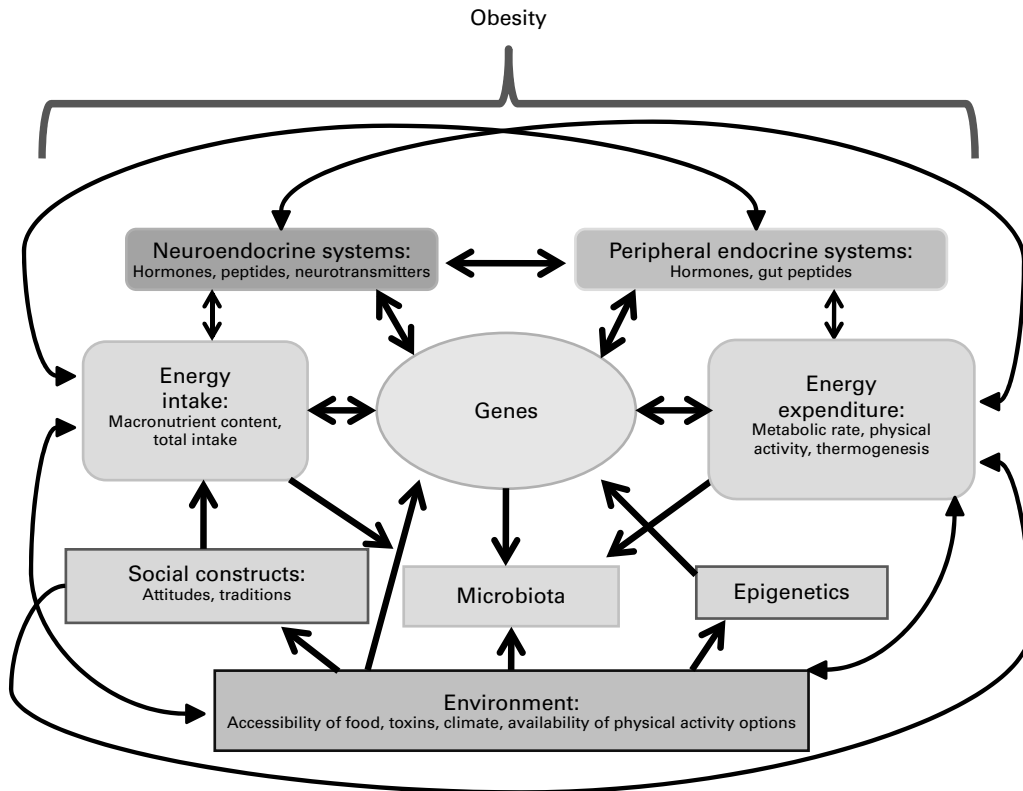 Obesity
Neuroendocrine systems:
Hormones, peptides, neurotransmitters
Peripheral endocrine systems:
Hormones, gut peptides
Energy
intake:
Macronutrient content,
total intake
Genes
Energy
expenditure:
Metabolic rate, physical
activity, thermogenesis
Social constructs:
Attitudes, traditions
Microbiota
Epigenetics
Environment:
Accessibility of food, toxins, climate, availability of physical activity options